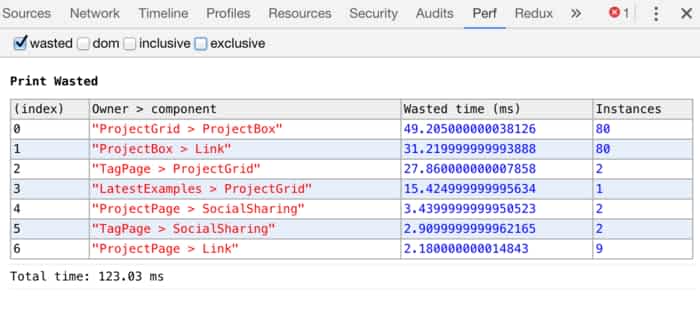 Sources Network Timeline Profiles Resources Security Audits Perf Redux » 1
wasted dom inclusive exclusive
Print Wasted
(index) Owner > component Wasted time (ms) Instances
0 "ProjectGrid > ProjectBox" 49.205000000038126 80
1 "ProjectBox > Link" 31.219999999993888 80
2 "TagPage > ProjectGrid" 27.860000000007858 2
3 "LatestExamples > ProjectGrid" 15.424999999995634 1
4 "ProjectPage > SocialSharing" 3.4399999999950523 2
5 "TagPage > SocialSharing" 2.9099999999962165 2
6 "ProjectPage > Link" 2.180000000014843 9
Total time: 123.03 ms